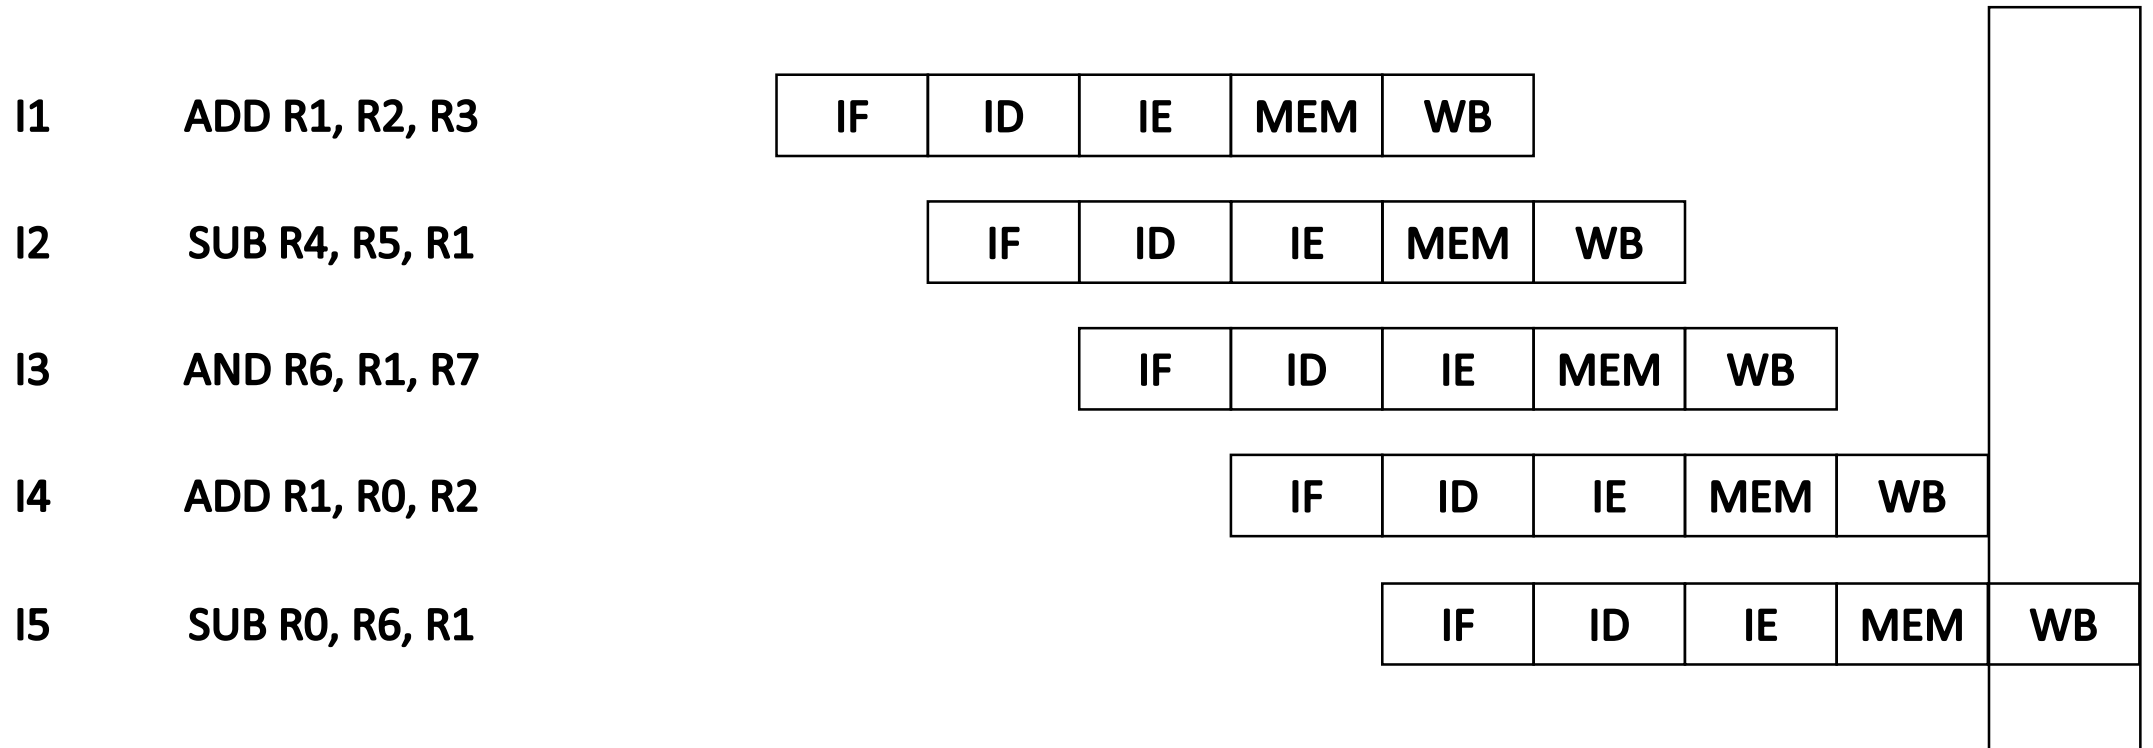 I1 ADD R1, R2, R3 IF ID IE MEM WB
I2 SUB R4, R5, R1 IF ID IE MEM WB
I3 AND R6, R1, R7 IF ID IE MEM WB
I4 ADD R1, R0, R2 IF ID IE MEM WB
I5 SUB R0, R6, R1 IF ID IE MEM WB